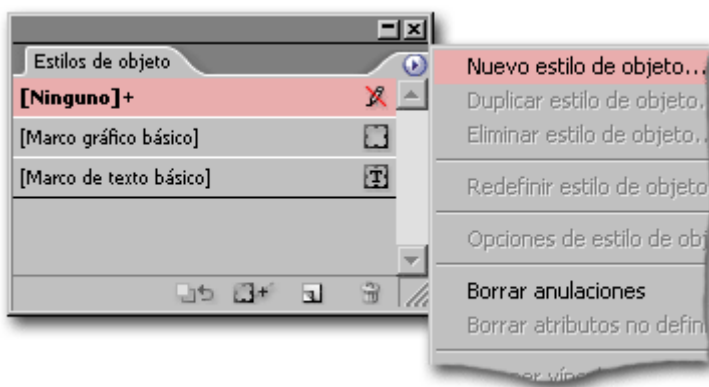 Estilos de objeto
[Ninguno]+
[Marco gráfico básico]
[Marco de texto básico]
Nuevo estilo de objeto...
Duplicar estilo de objeto.
Eliminar estilo de objeto..
Redefinir estilo de objeto
Opciones de estilo de obj
Borrar anulaciones
Borrar atributos no defin